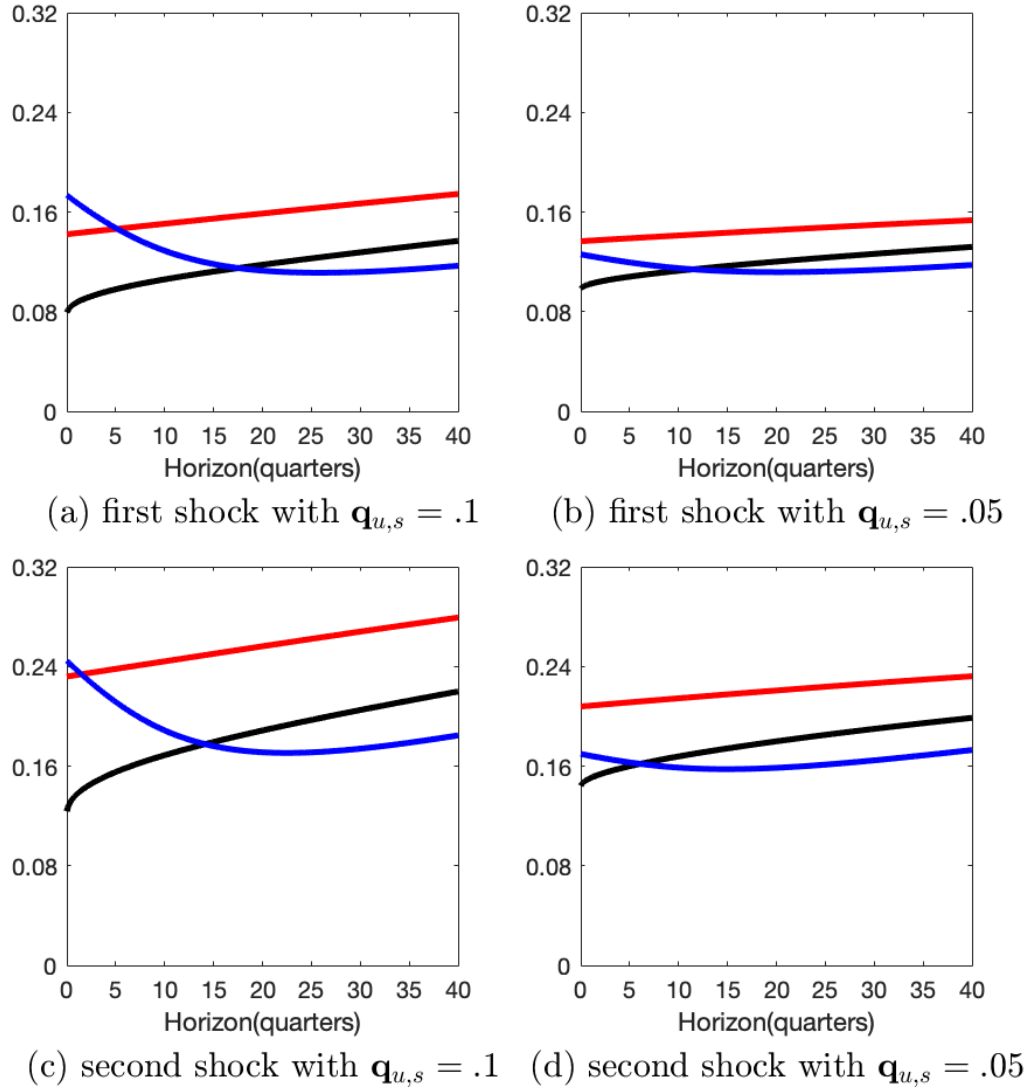 0.32 0.32
0.24 0.24
0.16 0.16
0.08 0.08
0 0
0 5 10 15 20 25 30 35 40 0 5 10 15 20 25 30 35 40
Horizon(quarters) Horizon(quarters)
(a) first shock with q_{u,s} = .1 (b) first shock with q_{u,s} = .05
0.32 0.32
0.24 0.24
0.16 0.16
0.08 0.08
0 0
0 5 10 15 20 25 30 35 40 0 5 10 15 20 25 30 35 40
Horizon(quarters) Horizon(quarters)
(c) second shock with q_{u,s} = .1 (d) second shock with q_{u,s} = .05